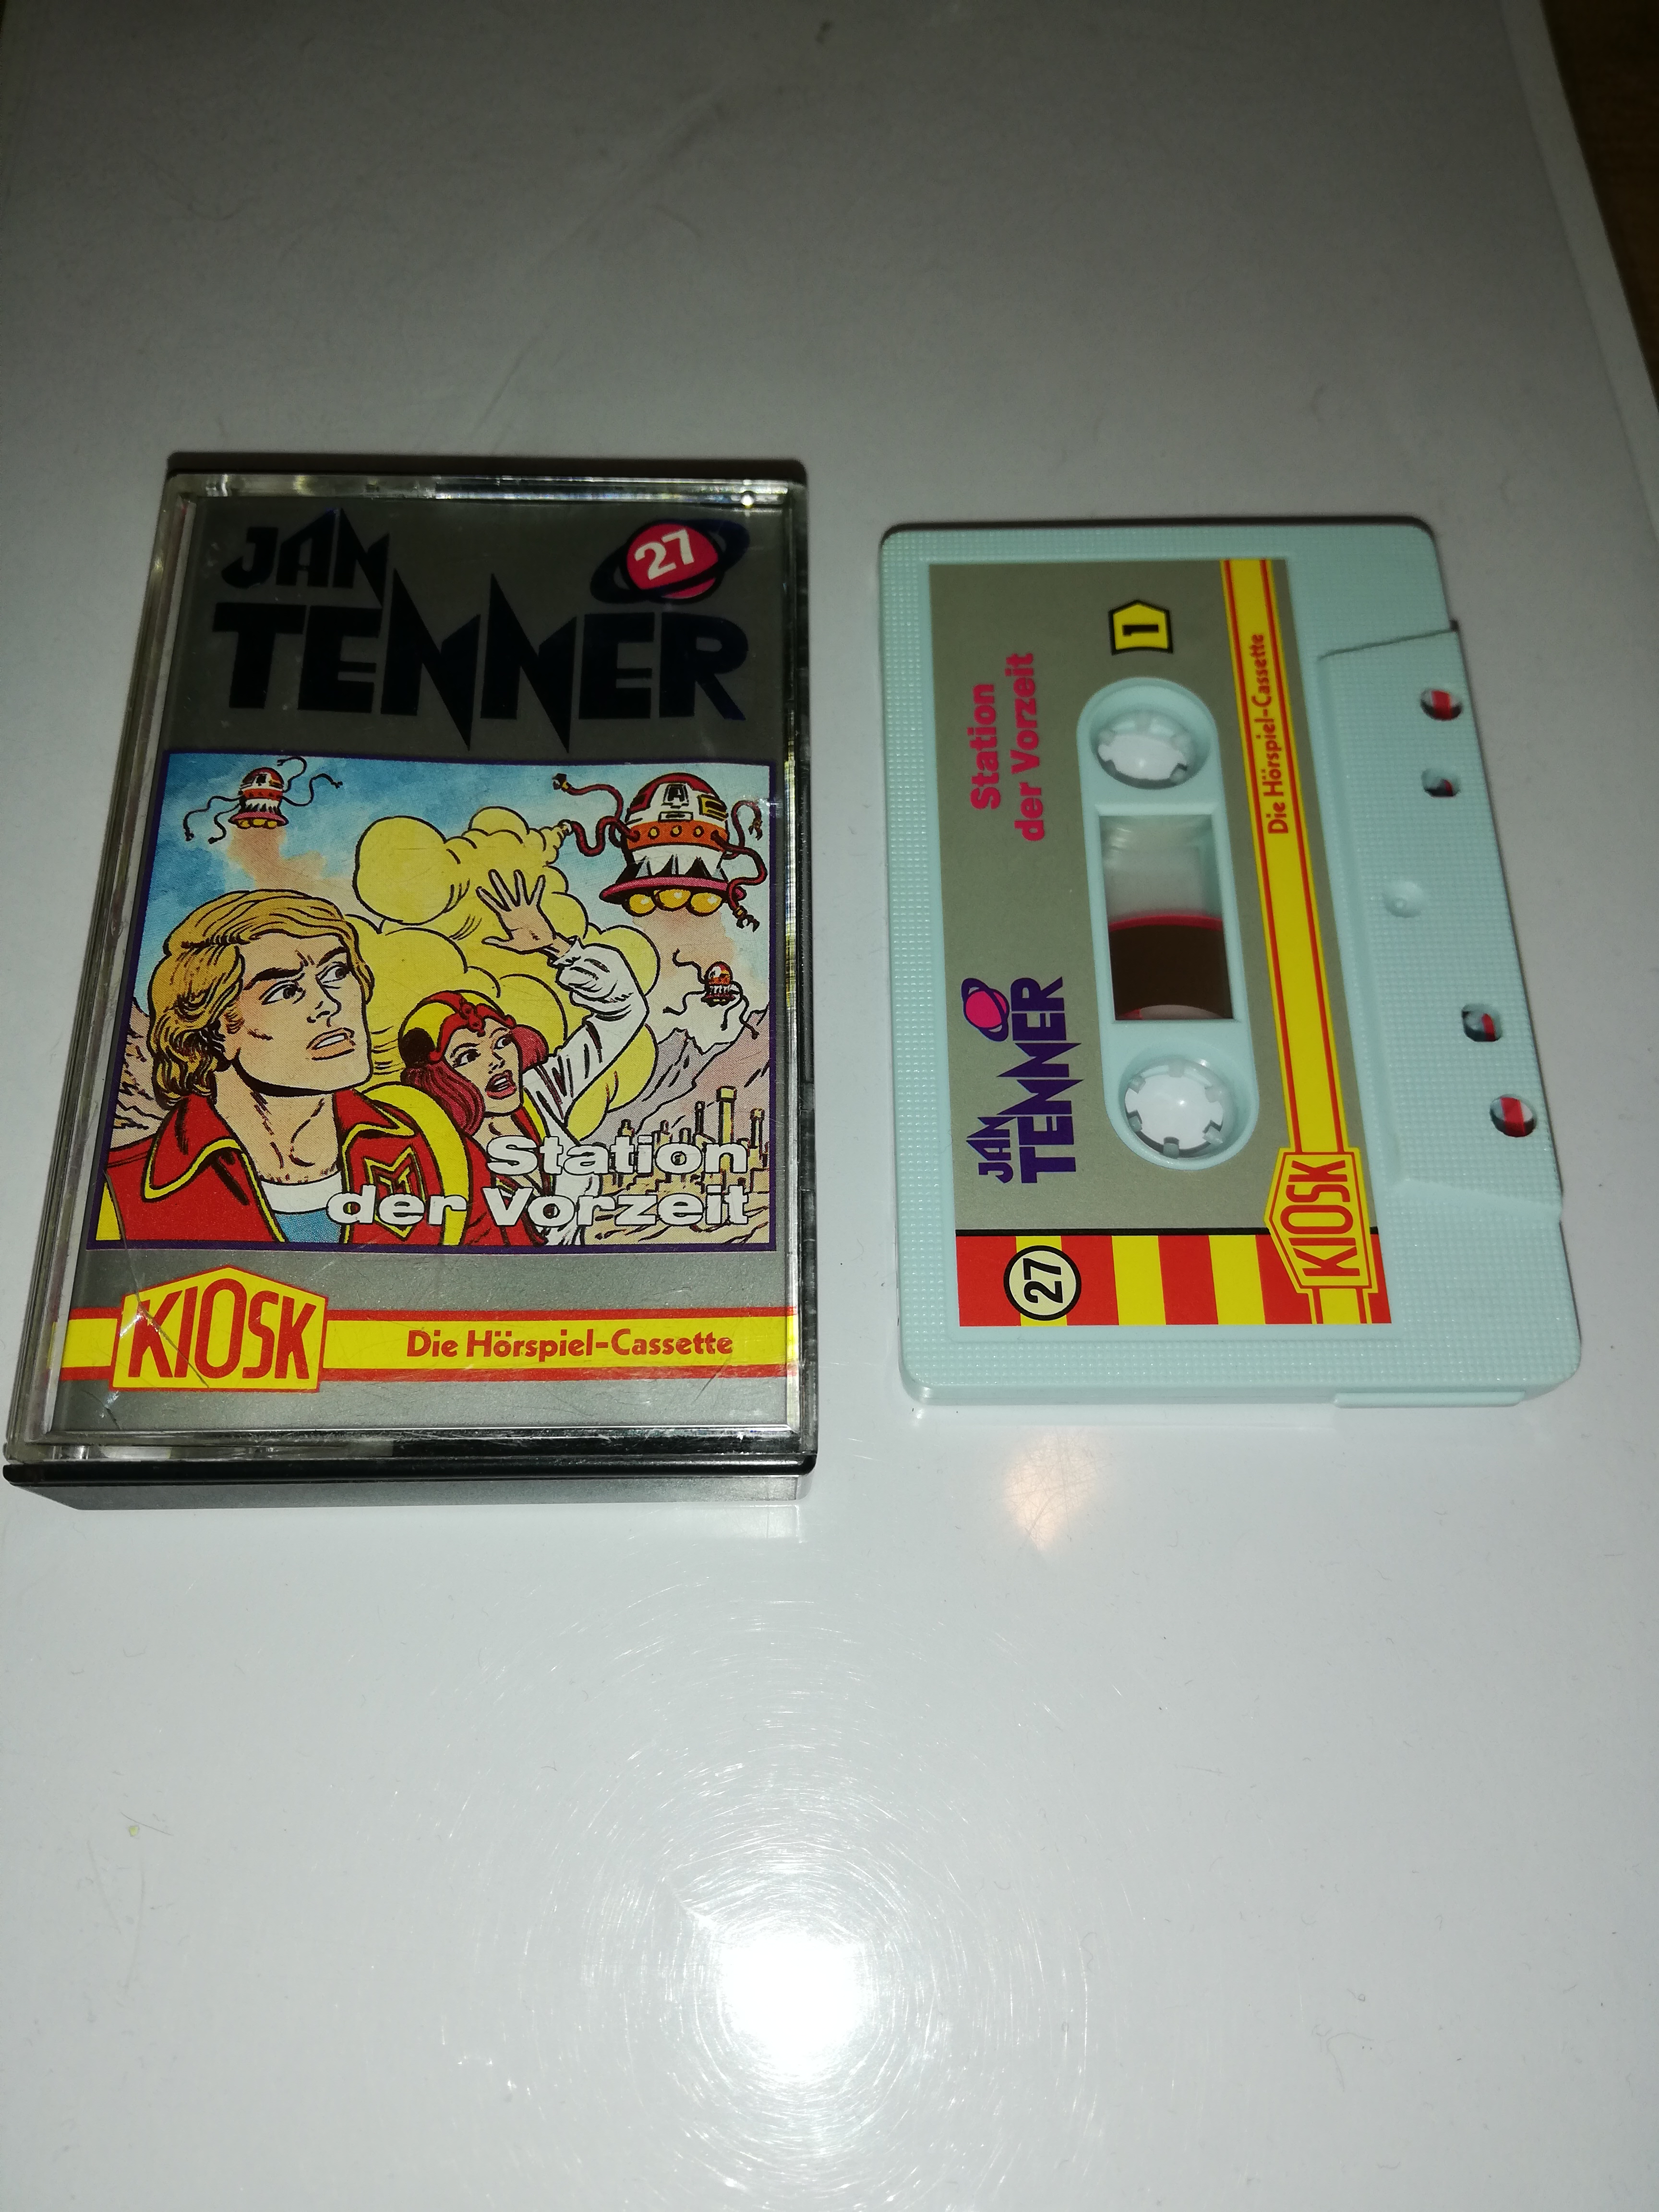 JAN
27
TENNER
Station
der Vorzeit
KIOSK
Die Hörspiel-Cassette
JAN
TENNER
Station
der Vorzeit
1
27
KIOSK
Die Hörspiel-Cassette